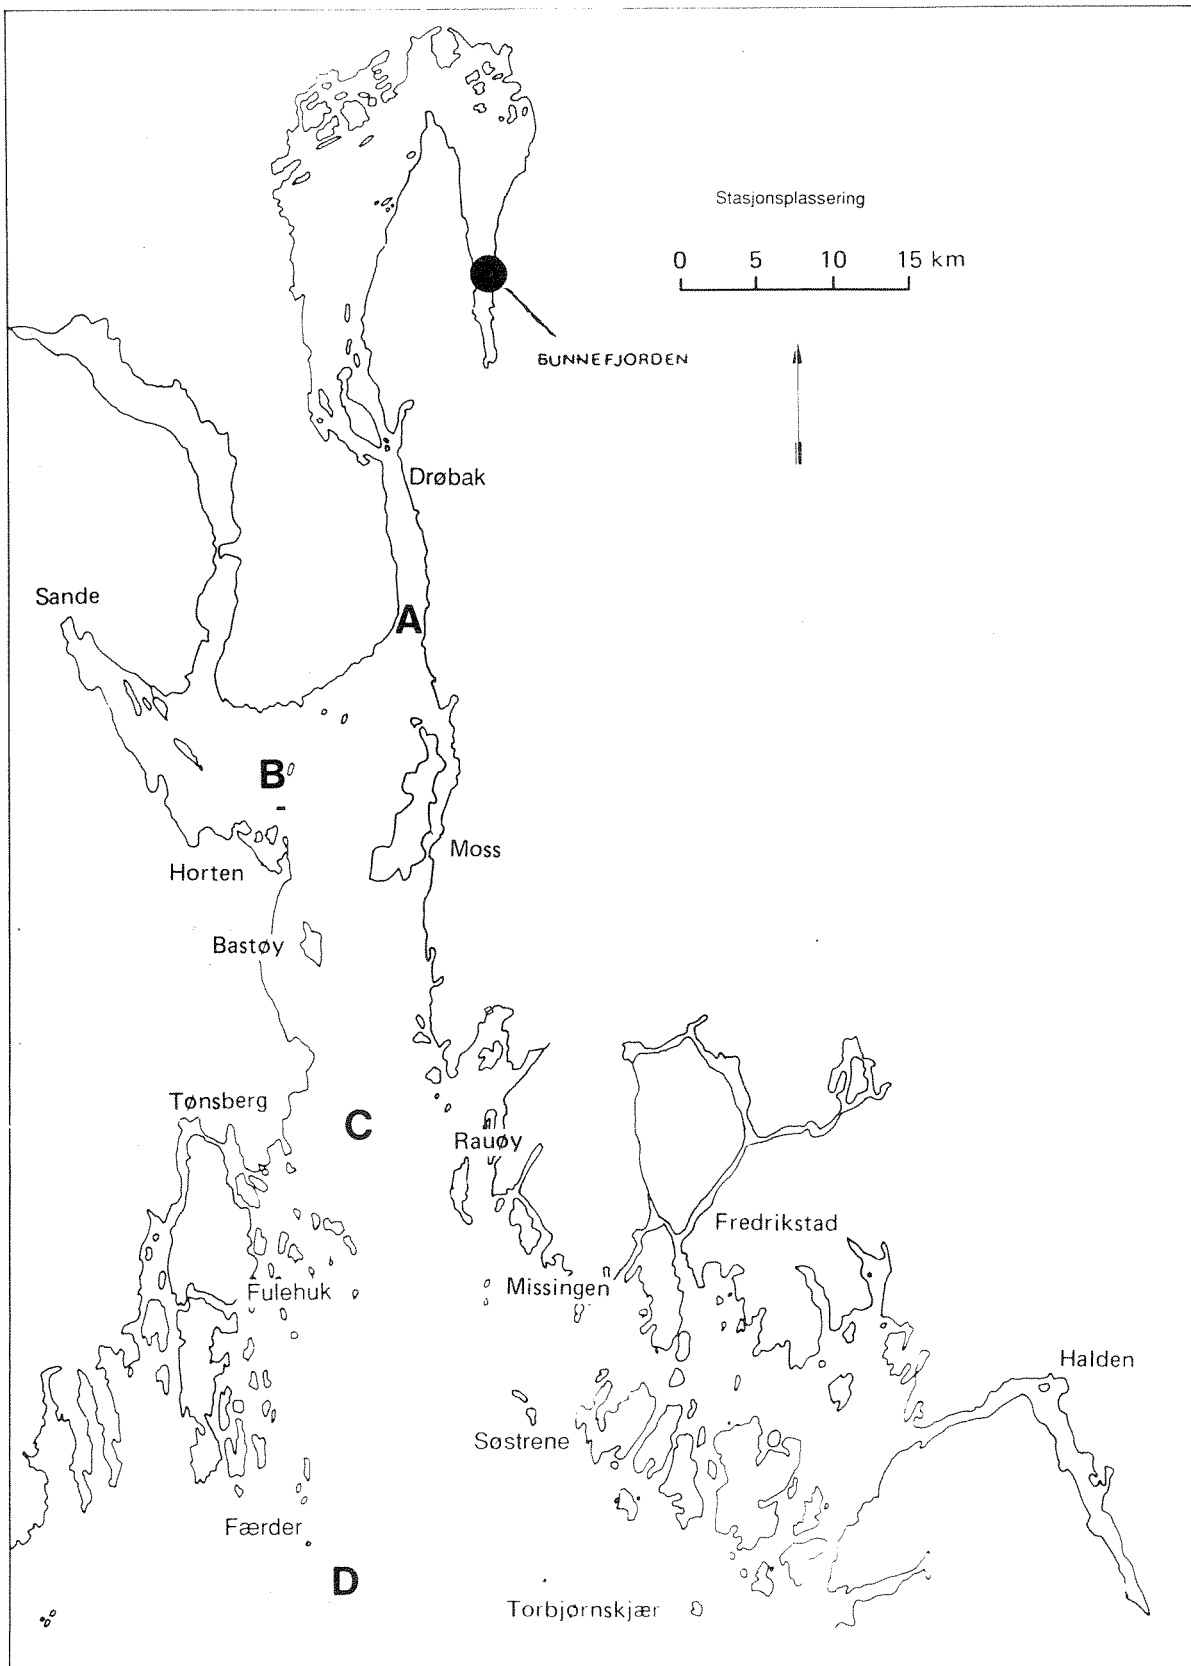 Stasjonsplassering
0 5 10 15 km
BUNNEFJORDEN
Drøbak
Sande
A
B
Horten
Moss
Bastøy
Tønsberg
C
Rauøy
Fredrikstad
Fulehuk
Missingen
Halden
Søstrene
Færder
D
Torbjørnskjær